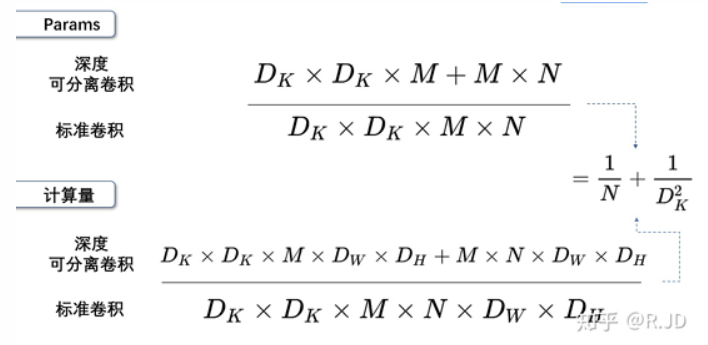 Params
深度
可分离卷积
D_K × D_K × M + M × N
标准卷积
D_K × D_K × M × N
= 1/N + 1/D_K^2
计算量
深度
可分离卷积
D_K × D_K × M × D_W × D_H + M × N × D_W × D_H
标准卷积
D_K × D_K × M × N × D_W × D_H
知乎 @R.JD